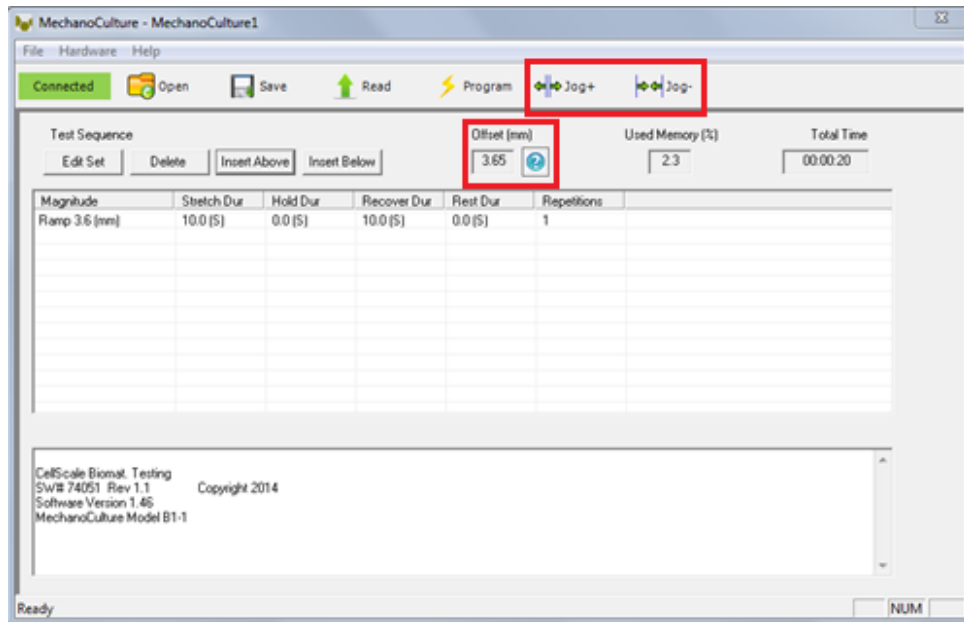 MechanoCulture - MechanoCulture1
File Hardware Help
Connected Open Save Read Program Jog+ Jog-
Test Sequence Offset (mm) Used Memory (%) Total Time
Edit Set Delete Insert Above Insert Below 3.65 2.3 00:00:20
Magnitude Stretch Dur Hold Dur Recover Dur Rest Dur Repetitions
Ramp 3.6 (mm) 10.0 (S) 0.0 (S) 10.0 (S) 0.0 (S) 1
CellScale Biomat. Testing
SW# 74051 Rev 1.1 Copyright 2014
Software Version 1.46
MechanoCulture Model B1-1
Ready NUM